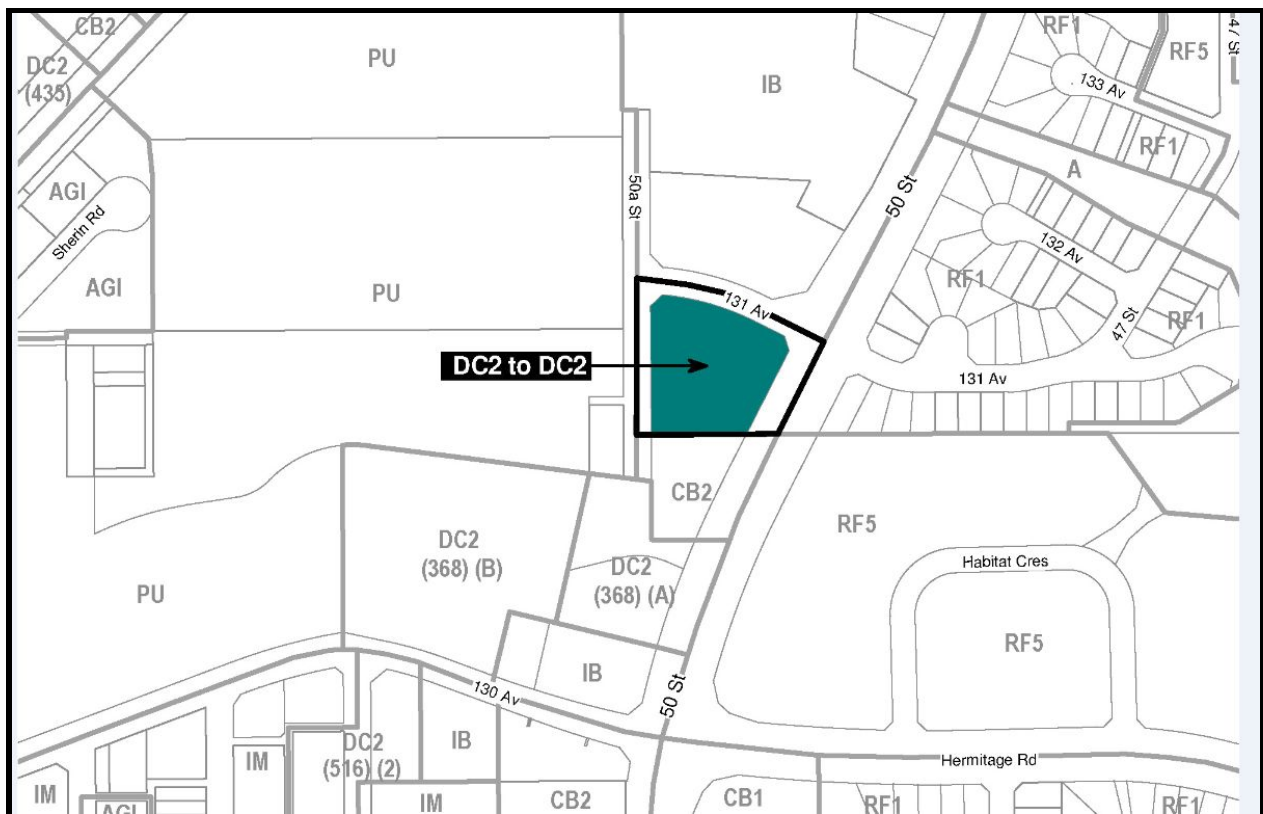 CB2
PU
RF1
47 St
DC2
(435)
RF5
IB
133 Av
RF1
A
AGI
50a St
50 St
Sherin Rd
132 Av
RF1
AGI
PU
131 Av
47 St
RF1
DC2 to DC2
131 Av
CB2
RF5
DC2
(368) (B)
DC2
(368) (A)
Habitat Cres
PU
RF5
IB
130 Av
50 St
DC2
(516) (2)
IB
IM
Hermitage Rd
IM
AGI
IM
CB2
CB1
RF1
RF1